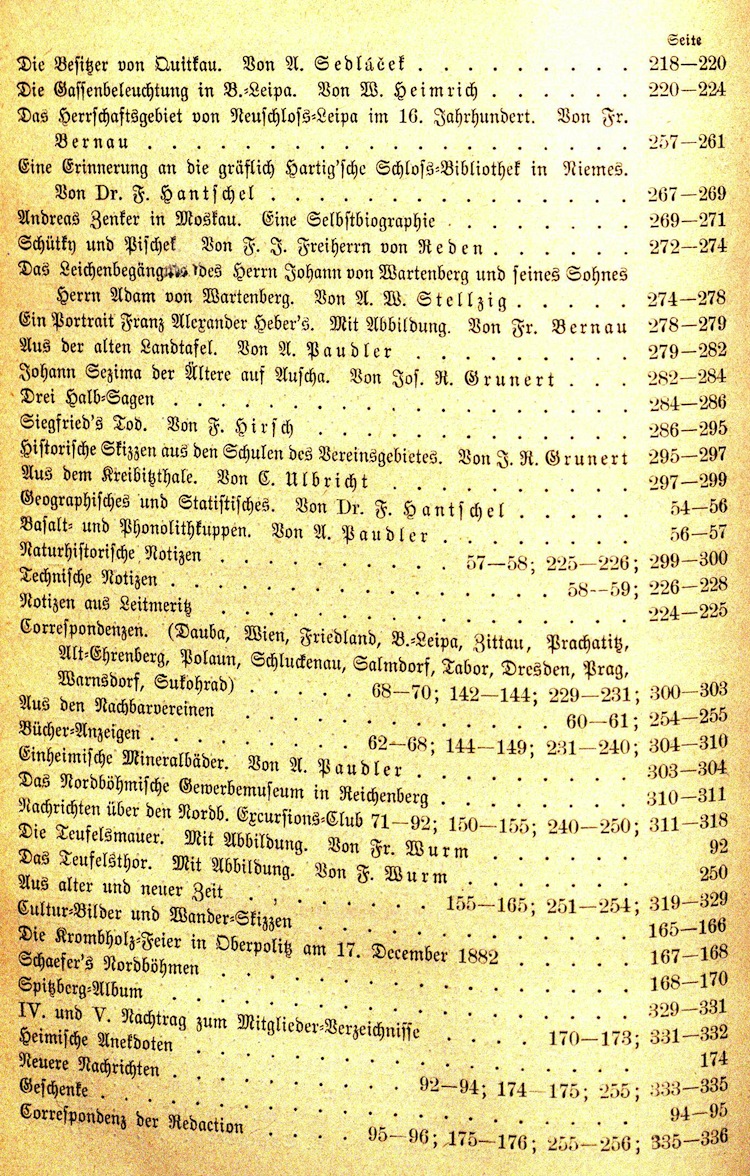 Seite
Die Besitzer von Quitkau. Von A. Sedláček . . . . . . . . . 218—220
Die Gassenbeleuchtung in B.-Leipa. Von W. Heimrich . . . . . . 220—224
Das Herrschaftsgebiet von Neuschloss-Leipa im 16. Jahrhundert. Von Fr.
Bernau . . . . . . . . . . . . . . . . . . 257—261
Eine Erinnerung an die gräflich Hartig'sche Schloss-Bibliothek in Niemes.
Von Dr. F. Hantschel . . . . . . . . . . . . . 267—269
Andreas Zenker in Moskau. Eine Selbstbiographie . . . . . . . 269—271
Schütky und Pischek Von F. J. Freiherrn von Reden . . . . . . 272—274
Das Leichenbegängnis des Herrn Johann von Wartenberg und seines Sohnes
Herrn Adam von Wartenberg. Von A. W. Stellzig . . . . . 274—278
Ein Portrait Franz Alexander Heber's. Mit Abbildung. Von Fr. Bernau 278—279
Aus der alten Landtafel. Von A. Paudler . . . . . . . . . 279—282
Johann Sezima der Ältere auf Auscha. Von Jos. R. Grunert . . . 282—284
Drei Halb-Sagen . . . . . . . . . . . . . . . . . 284—286
Siegfried's Tod. Von F. Hirsch . . . . . . . . . . . . 286—295
Historische Skizzen aus den Schulen des Vereinsgebietes. Von J. R. Grunert 295—297
Aus dem Kreibitzthale. Von C. Ulbricht . . . . . . . . . 297—299
Geographisches und Statistisches. Von Dr. F. Hantschel . . . . . 54—56
Basalt- und Phonolithkuppen. Von A. Paudler . . . . . . . . 56—57
Naturhistorische Notizen . . . . . . . . . 57—58; 225—226; 299—300
Technische Notizen . . . . . . . . . . . . . . 58--59; 226—228
Notizen aus Leitmeritz . . . . . . . . . . . . . . . 224—225
Correspondenzen. (Dauba, Wien, Friedland, B.-Leipa, Zittau, Prachatitz,
Alt-Ehrenberg, Polaun, Schluckenau, Salmdorf, Tabor, Dresden, Prag,
Warnsdorf, Sukohrad) . . . . . 68—70; 142—144; 229—231; 300—303
Aus den Nachbarvereinen . . . . . . . . . . . . 60—61; 254—255
Bücher-Anzeigen . . . . . . . . 62—68; 144—149; 231—240; 304—310
Einheimische Mineralbäder. Von A. Paudler . . . . . . . . . 303—304
Das Nordböhmische Gewerbemuseum in Reichenberg . . . . . . . . 310—311
Nachrichten über den Nordb. Excursions-Club 71—92; 150—155; 240—250; 311—318
Die Teufelsmauer. Mit Abbildung. Von Fr. Wurm . . . . . . 92
Das Teufelsthor. Mit Abbildung. Von F. Wurm . . . . . . . 250
Aus alter und neuer Zeit . . . . . . . 155—165; 251—254; 319—329
Cultur-Bilder und Wander-Skizzen . . . . . . . . . . . . 165—166
Die Krombholz-Feier in Oberpolitz am 17. December 1882 . . . . . 167—168
Schaefer's Nordböhmen . . . . . . . . . . . . . . . 168—170
Spitzberg-Album . . . . . . . . . . . . . . . . . 329—331
IV. und V. Nachtrag zum Mitglieder-Verzeichnisse . . . . 170—173; 331—332
Heimische Anekdoten . . . . . . . . . . . . . . . . 174
Neuere Nachrichten . . . . . . . . . 92—94; 174—175; 255; 333—335
Geschenke . . . . . . . . . . . . . . . . . . . 94—95
Correspondenz der Redaction . . . . 95—96; 175—176; 255—256; 335—336